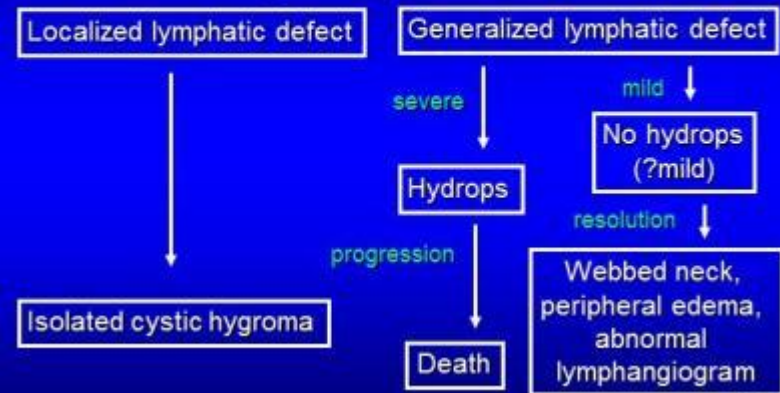 Localized lymphatic defect
Generalized lymphatic defect
severe
mild
No hydrops
(?mild)
Hydrops
resolution
progression
Webbed neck,
peripheral edema,
abnormal
lymphangiogram
Isolated cystic hygroma
Death